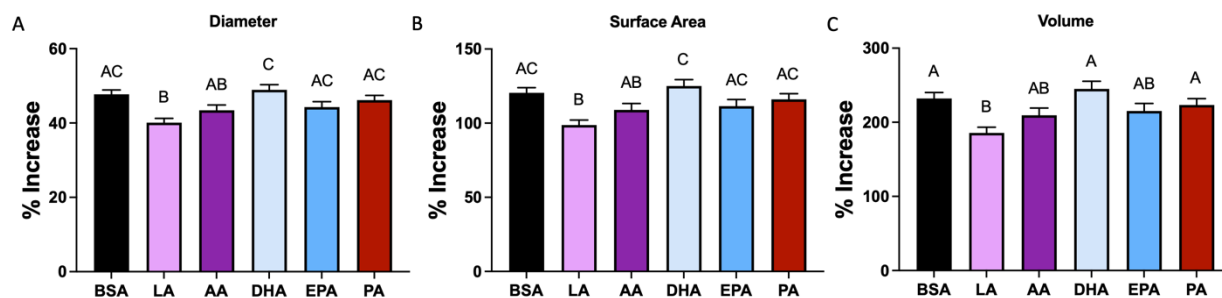 A
Diameter
% Increase
60
40
20
0
AC
B
AB
C
AC
AC
BSA LA AA DHA EPA PA
B
Surface Area
% Increase
150
100
50
0
AC
B
AB
C
AC
AC
BSA LA AA DHA EPA PA
C
Volume
% Increase
300
200
100
0
A
B
AB
A
AB
A
BSA LA AA DHA EPA PA